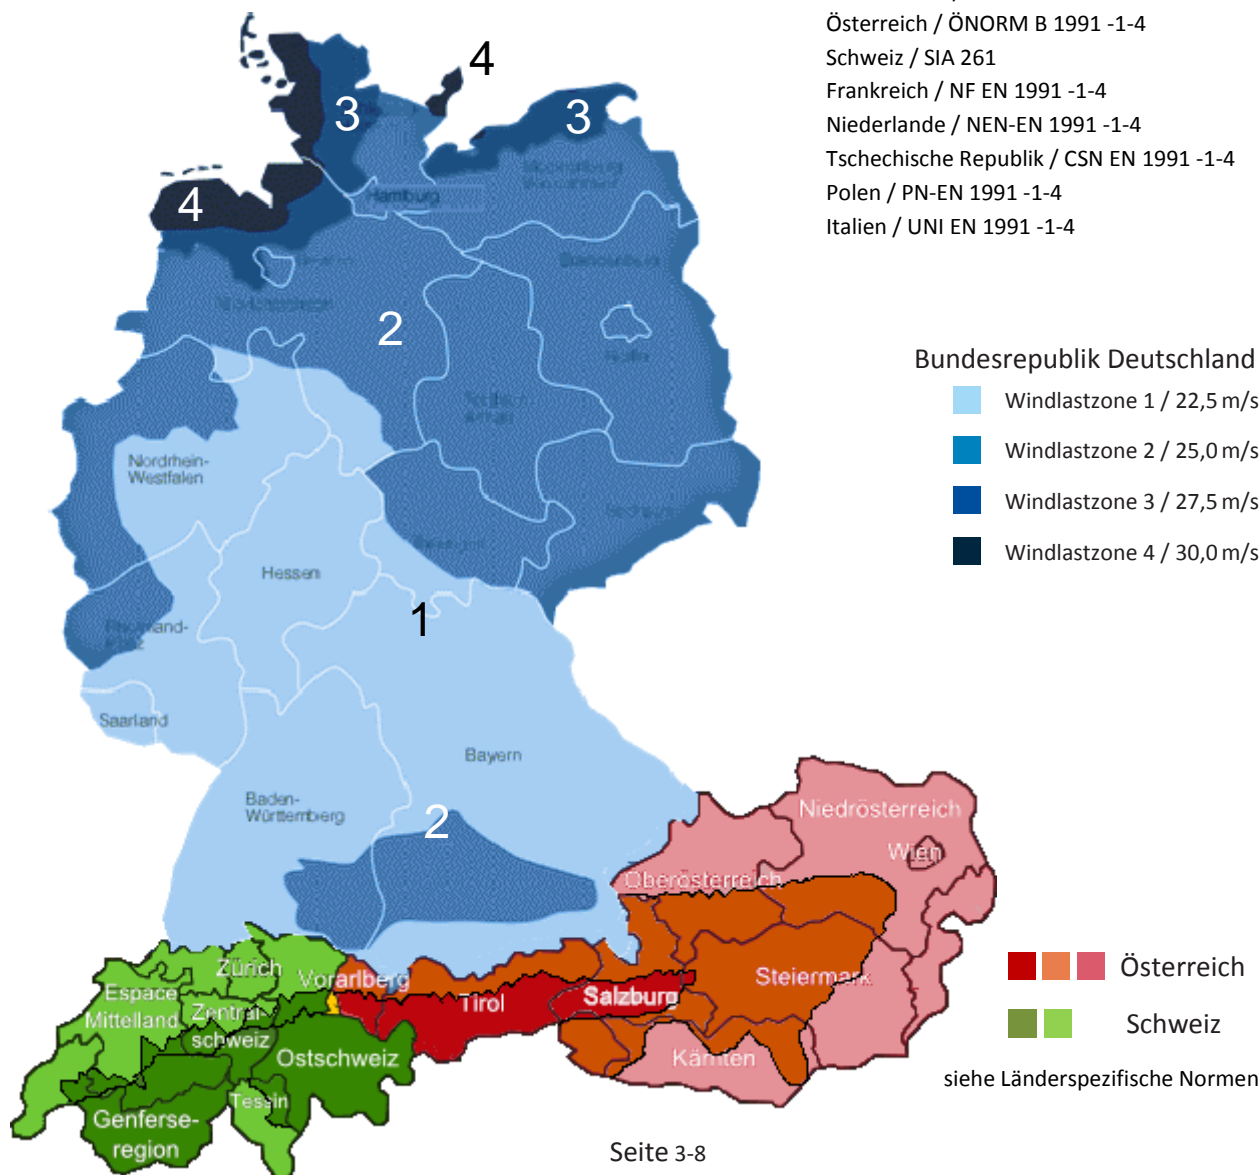 Österreich / ÖNORM B 1991 -1-4
Schweiz / SIA 261
Frankreich / NF EN 1991 -1-4
Niederlande / NEN-EN 1991 -1-4
Tschechische Republik / CSN EN 1991 -1-4
Polen / PN-EN 1991 -1-4
Italien / UNI EN 1991 -1-4
4
3
3
4
Hamburg
2
Bundesrepublik Deutschland
Windlastzone 1 / 22,5 m/s
Windlastzone 2 / 25,0 m/s
Windlastzone 3 / 27,5 m/s
Windlastzone 4 / 30,0 m/s
Nordrhein-
Westfalen
Hessen
1
Rheinland-
Pfalz
Saarland
Bayern
Baden-
Württemberg
2
Niedrösterreich
Wien
Oberösterreich
Zürich
Vorarlberg
Espace
Mittelland
Zentral-
schweiz
Tirol
Salzburg
Steiermark
Ostschweiz
Kärnten
Tessin
Genferse-
region
Österreich
Schweiz
siehe Länderspezifische Normen
Seite 3-8